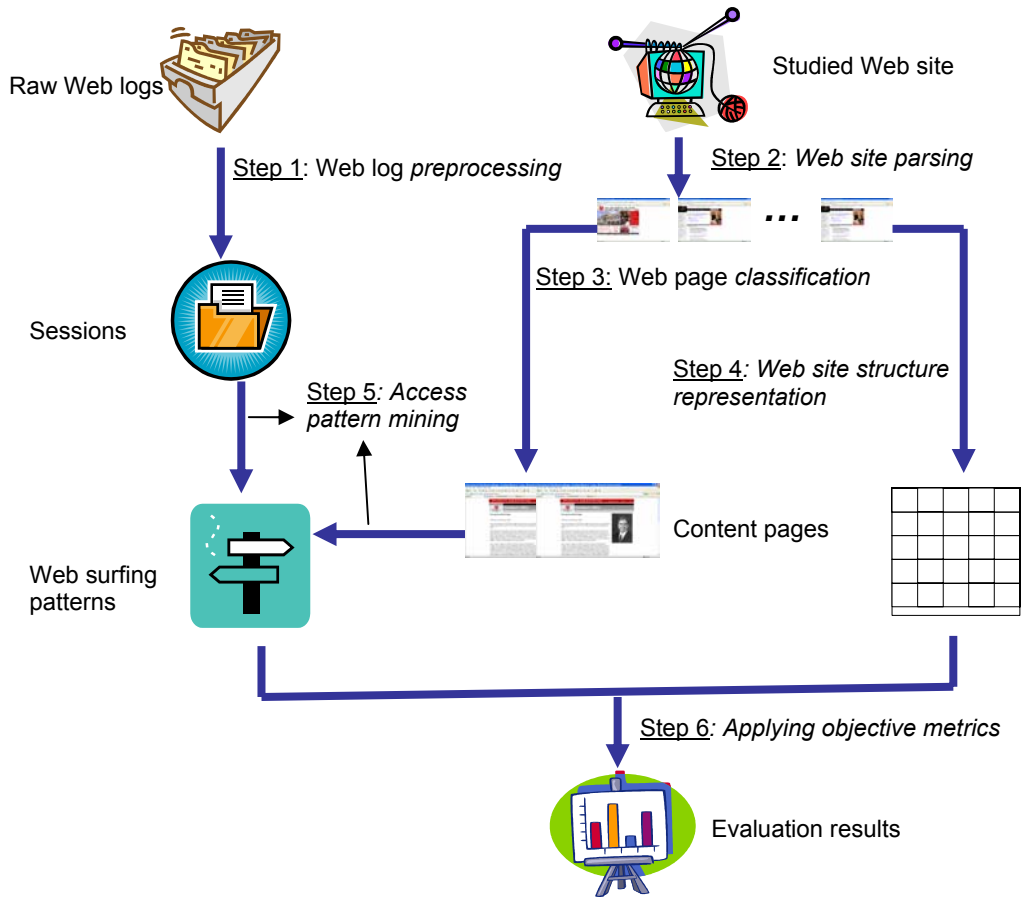 Raw Web logs
Studied Web site
Step 1: Web log preprocessing
Step 2: Web site parsing
...
Step 3: Web page classification
Sessions
Step 4: Web site structure
representation
Step 5: Access
pattern mining
Content pages
Web surfing
patterns
Step 6: Applying objective metrics
Evaluation results